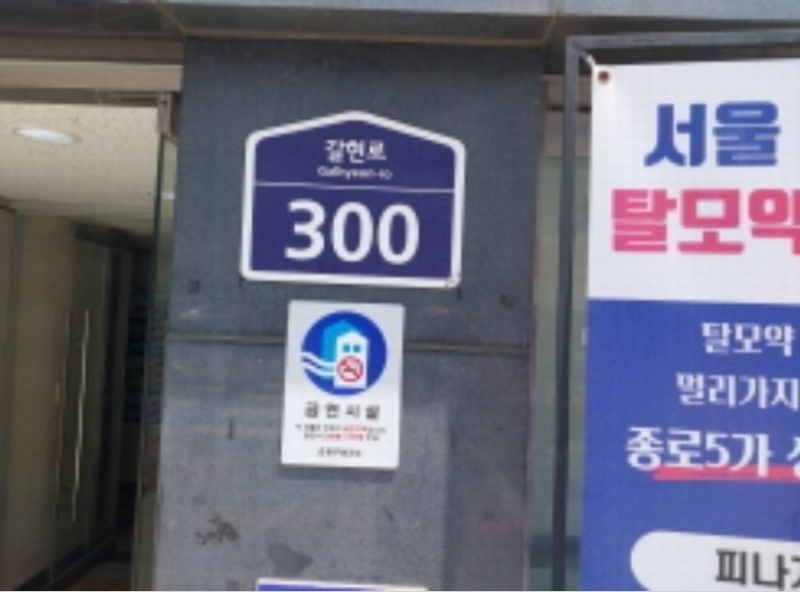 갈현로
Galhyeon-ro
300
금연시설
서울
탈모약
탈모약
멀리가지
종로5가
피나